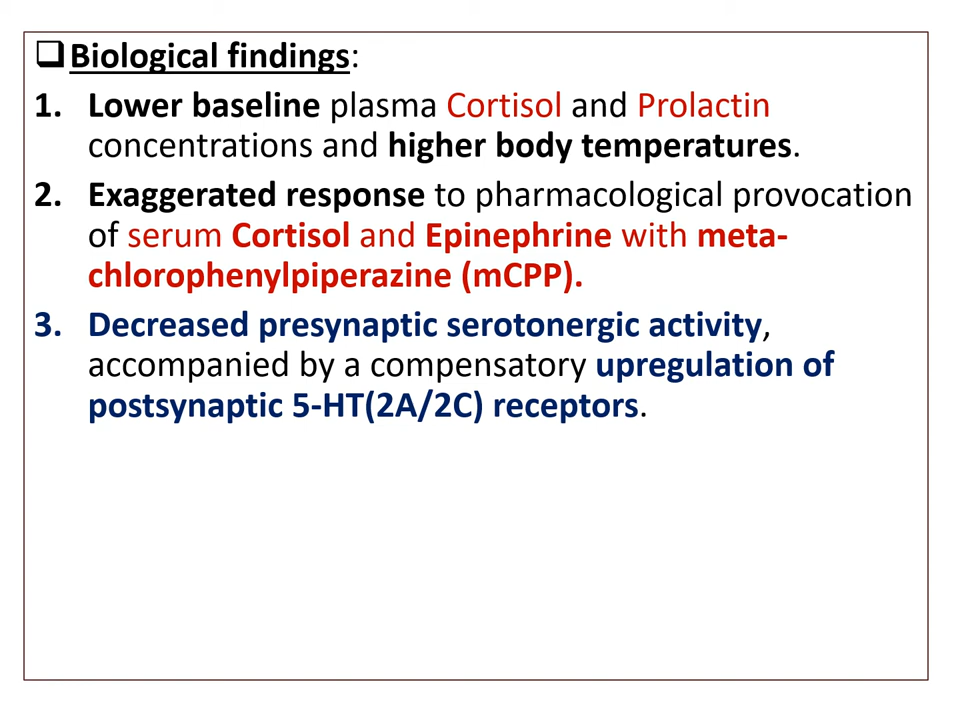 ❑Biological findings:
1. Lower baseline plasma Cortisol and Prolactin
concentrations and higher body temperatures.
2. Exaggerated response to pharmacological provocation
of serum Cortisol and Epinephrine with meta-
chlorophenylpiperazine (mCPP).
3. Decreased presynaptic serotonergic activity,
accompanied by a compensatory upregulation of
postsynaptic 5-HT(2A/2C) receptors.